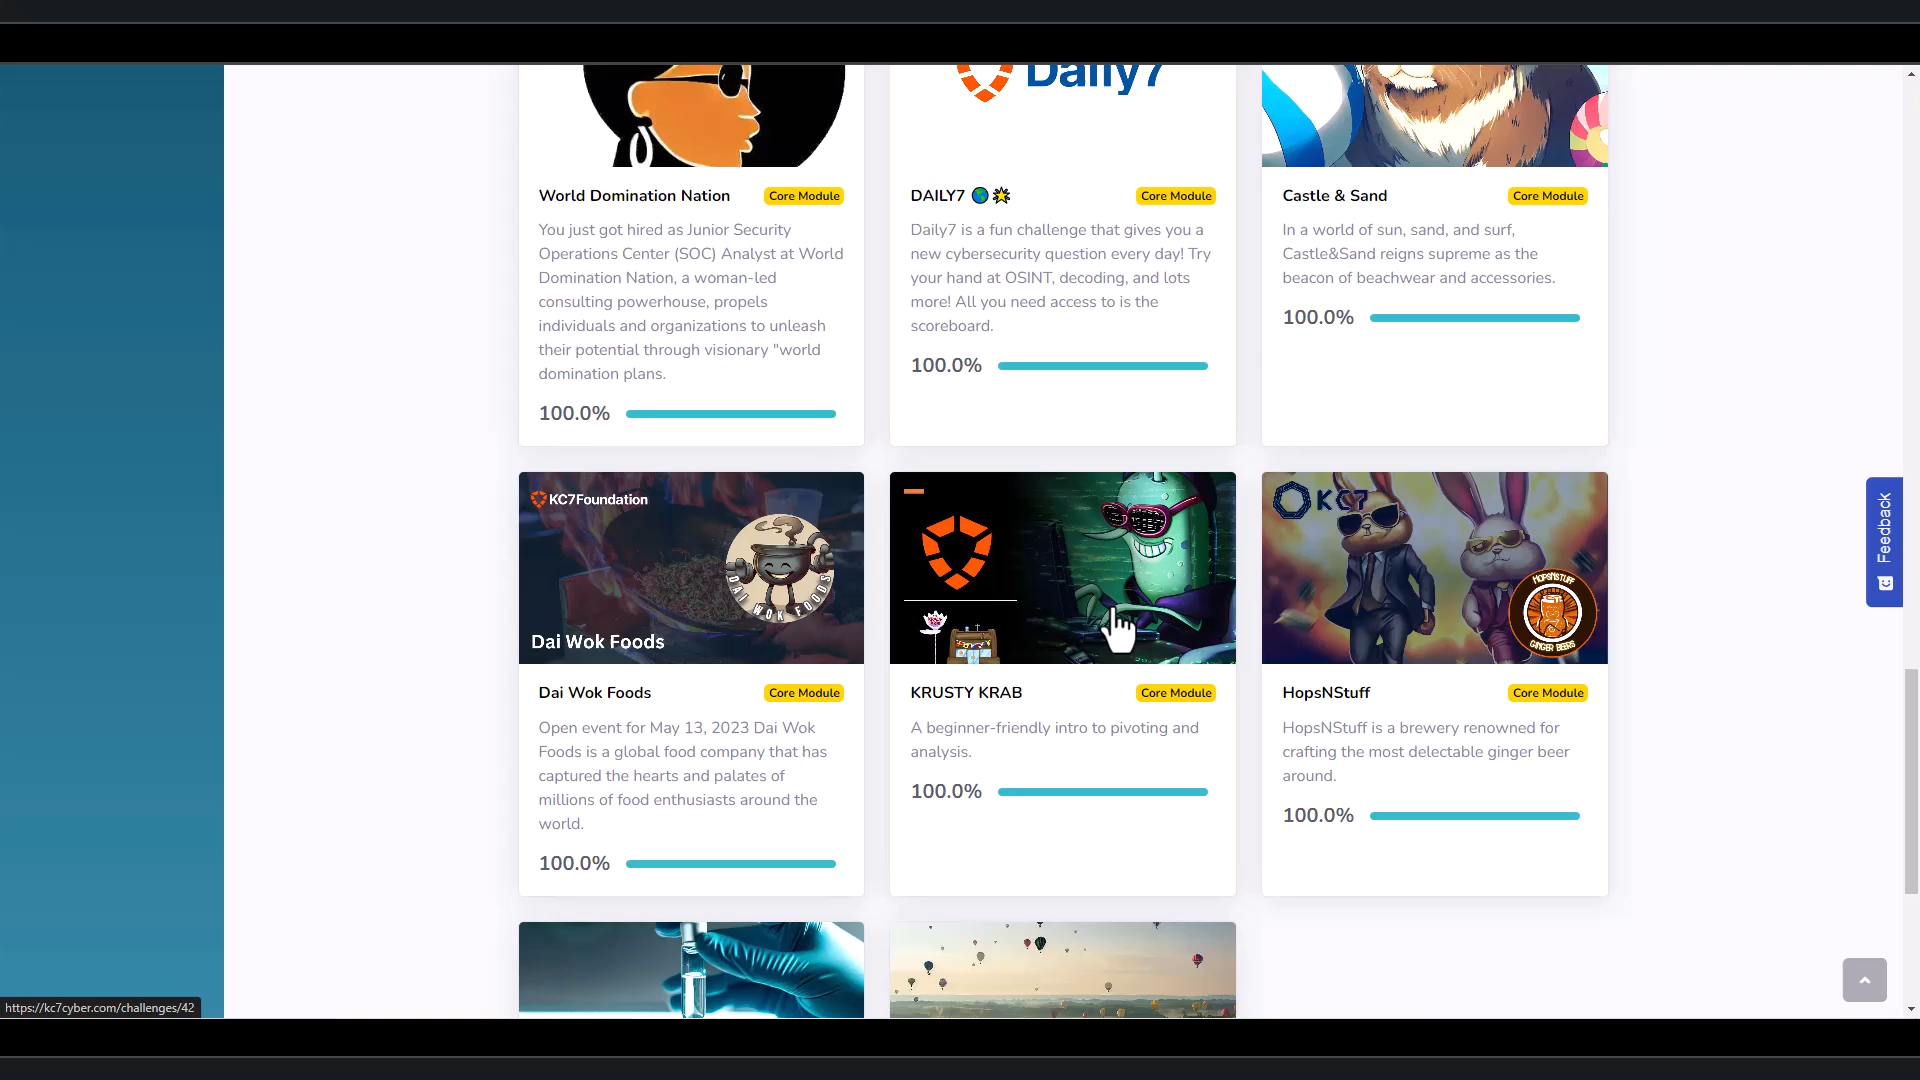 Daily7
World Domination Nation
Core Module
You just got hired as Junior Security
Operations Center (SOC) Analyst at World
Domination Nation, a woman-led
consulting powerhouse, propels
individuals and organizations to unleash
their potential through visionary "world
domination plans.
100.0%
DAILY7
Core Module
Daily7 is a fun challenge that gives you a
new cybersecurity question every day! Try
your hand at OSINT, decoding, and lots
more! All you need access to is the
scoreboard.
100.0%
Castle & Sand
Core Module
In a world of sun, sand, and surf,
Castle&Sand reigns supreme as the
beacon of beachwear and accessories.
100.0%
KC7Foundation
DAI WOK FOODS
Dai Wok Foods
Dai Wok Foods
Core Module
Open event for May 13, 2023 Dai Wok
Foods is a global food company that has
captured the hearts and palates of
millions of food enthusiasts around the
world.
100.0%
KRUSTY KRAB
Core Module
A beginner-friendly intro to pivoting and
analysis.
100.0%
KC7
HOPSNSTUFF
GINGER BEERS
HopsNStuff
Core Module
HopsNStuff is a brewery renowned for
crafting the most delectable ginger beer
around.
100.0%
Feedback
https://kc7cyber.com/challenges/42